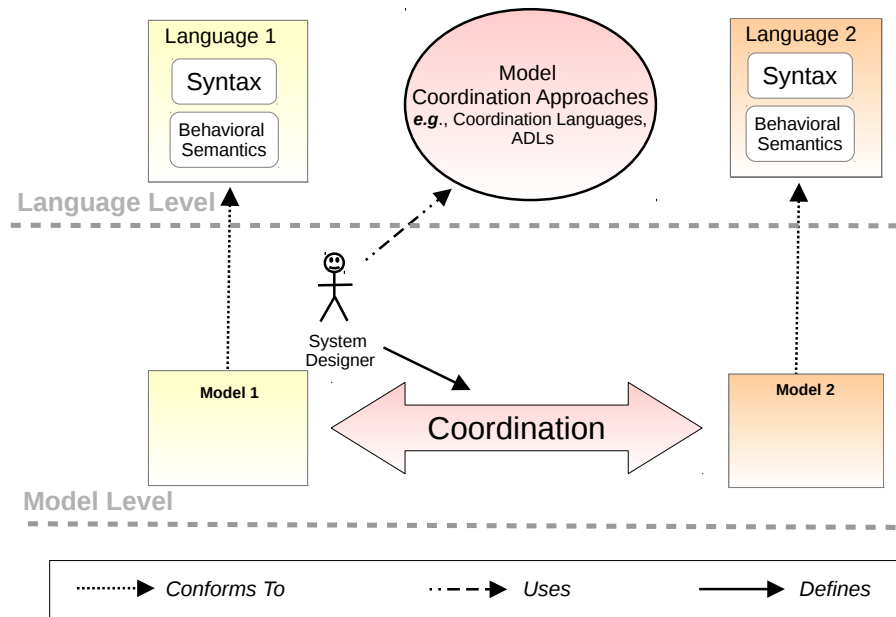 Language 1
Syntax
Behavioral
Semantics
Model
Coordination Approaches
e.g., Coordination Languages,
ADLs
Language 2
Syntax
Behavioral
Semantics
Language Level
System
Designer
Model 1
Coordination
Model 2
Model Level
Conforms To
Uses
Defines